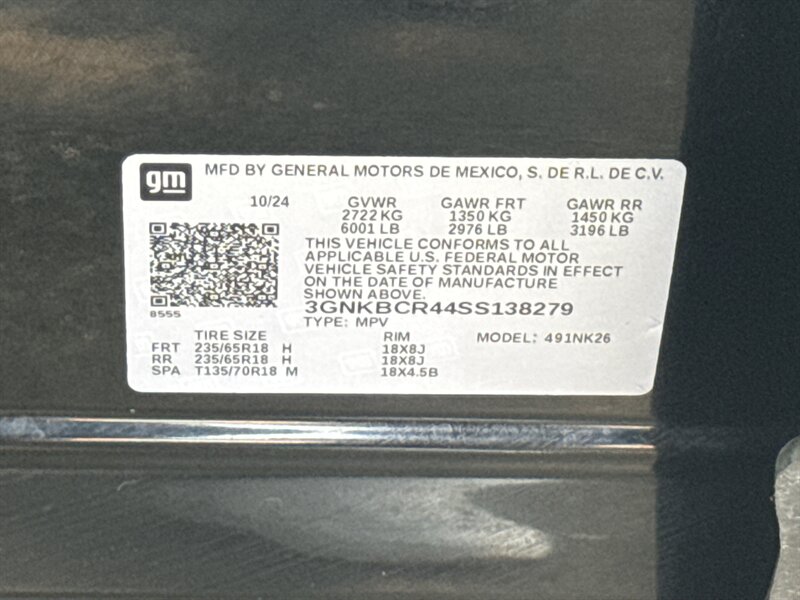 gm MFD BY GENERAL MOTORS DE MEXICO, S. DE R.L. DE C.V.
10/24 GVWR GAWR FRT GAWR RR
2722 KG 1350 KG 1450 KG
6001 LB 2976 LB 3196 LB
THIS VEHICLE CONFORMS TO ALL
APPLICABLE U.S. FEDERAL MOTOR
VEHICLE SAFETY STANDARDS IN EFFECT
ON THE DATE OF MANUFACTURE
SHOWN ABOVE.
8555 3GNKBCR44SS138279
TYPE: MPV
TIRE SIZE RIM MODEL: 491NK26
FRT 235/65R18 H 18X8J
RR 235/65R18 H 18X8J
SPA T135/70R18 M 18X4.5B